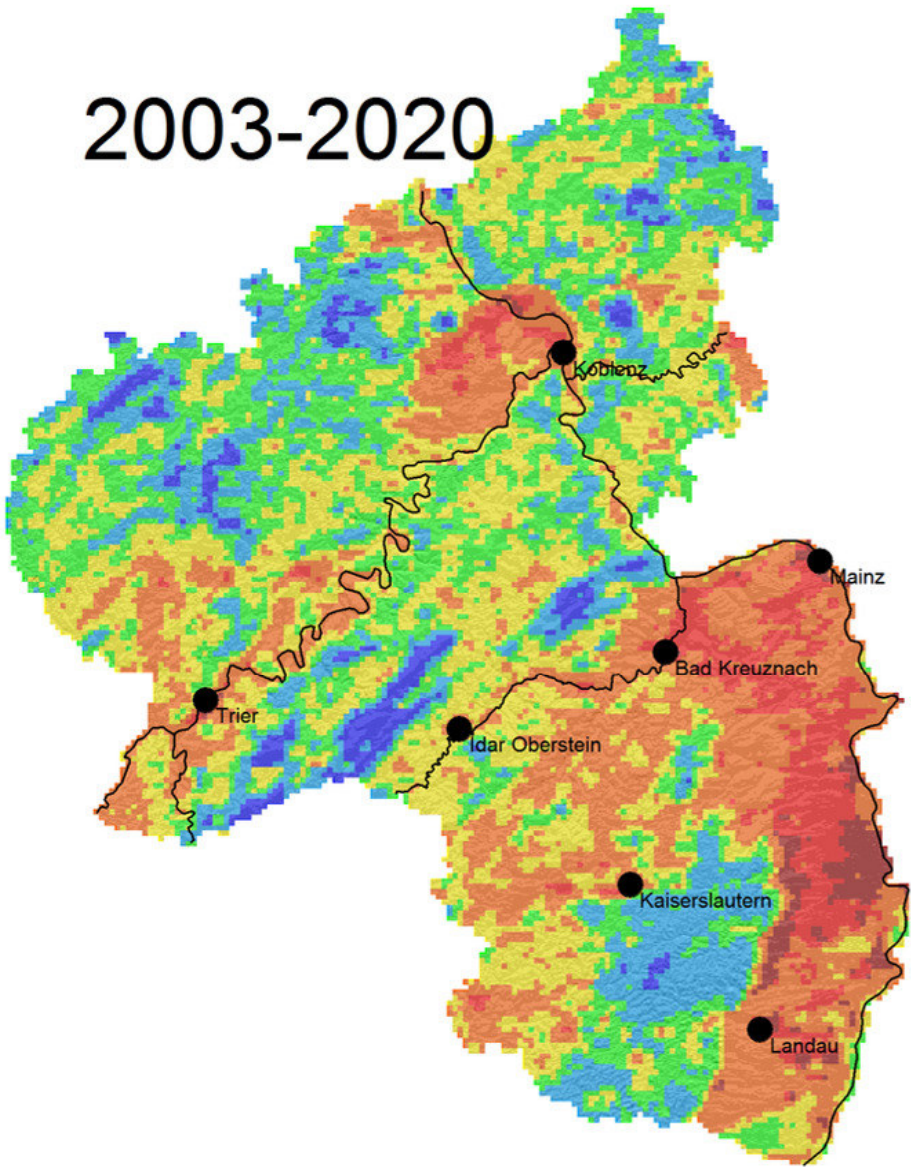 2003-2020
Koblenz
Mainz
Bad Kreuznach
Trier
Idar Oberstein
Kaiserslautern
Landau